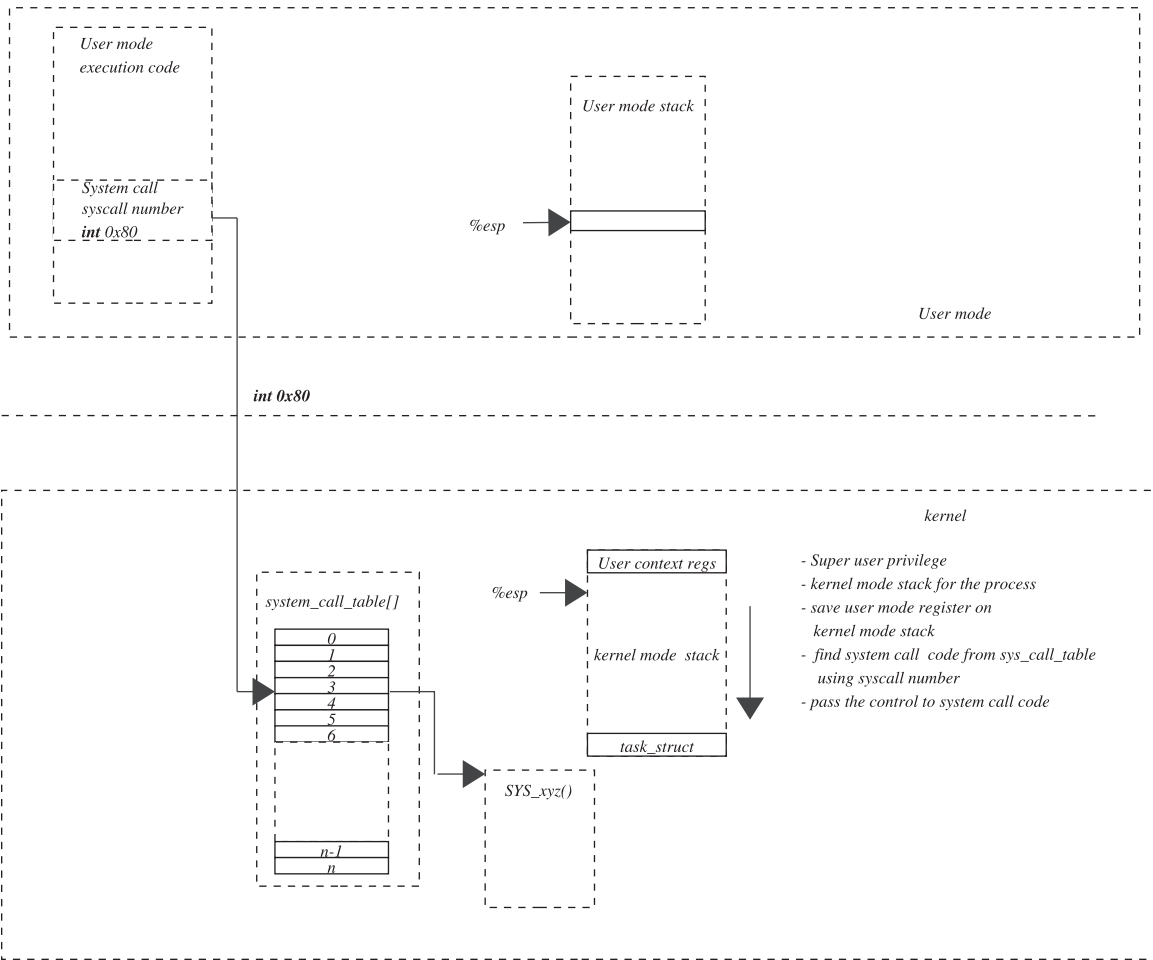 User mode
execution code
System call
syscall number
int 0x80
User mode stack
%esp
User mode
int 0x80
kernel
system_call_table[]
0
1
2
3
4
5
6
n-1
n
%esp
User context regs
kernel mode stack
task_struct
SYS_xyz()
- Super user privilege
- kernel mode stack for the process
- save user mode register on
kernel mode stack
- find system call code from sys_call_table
using syscall number
- pass the control to system call code